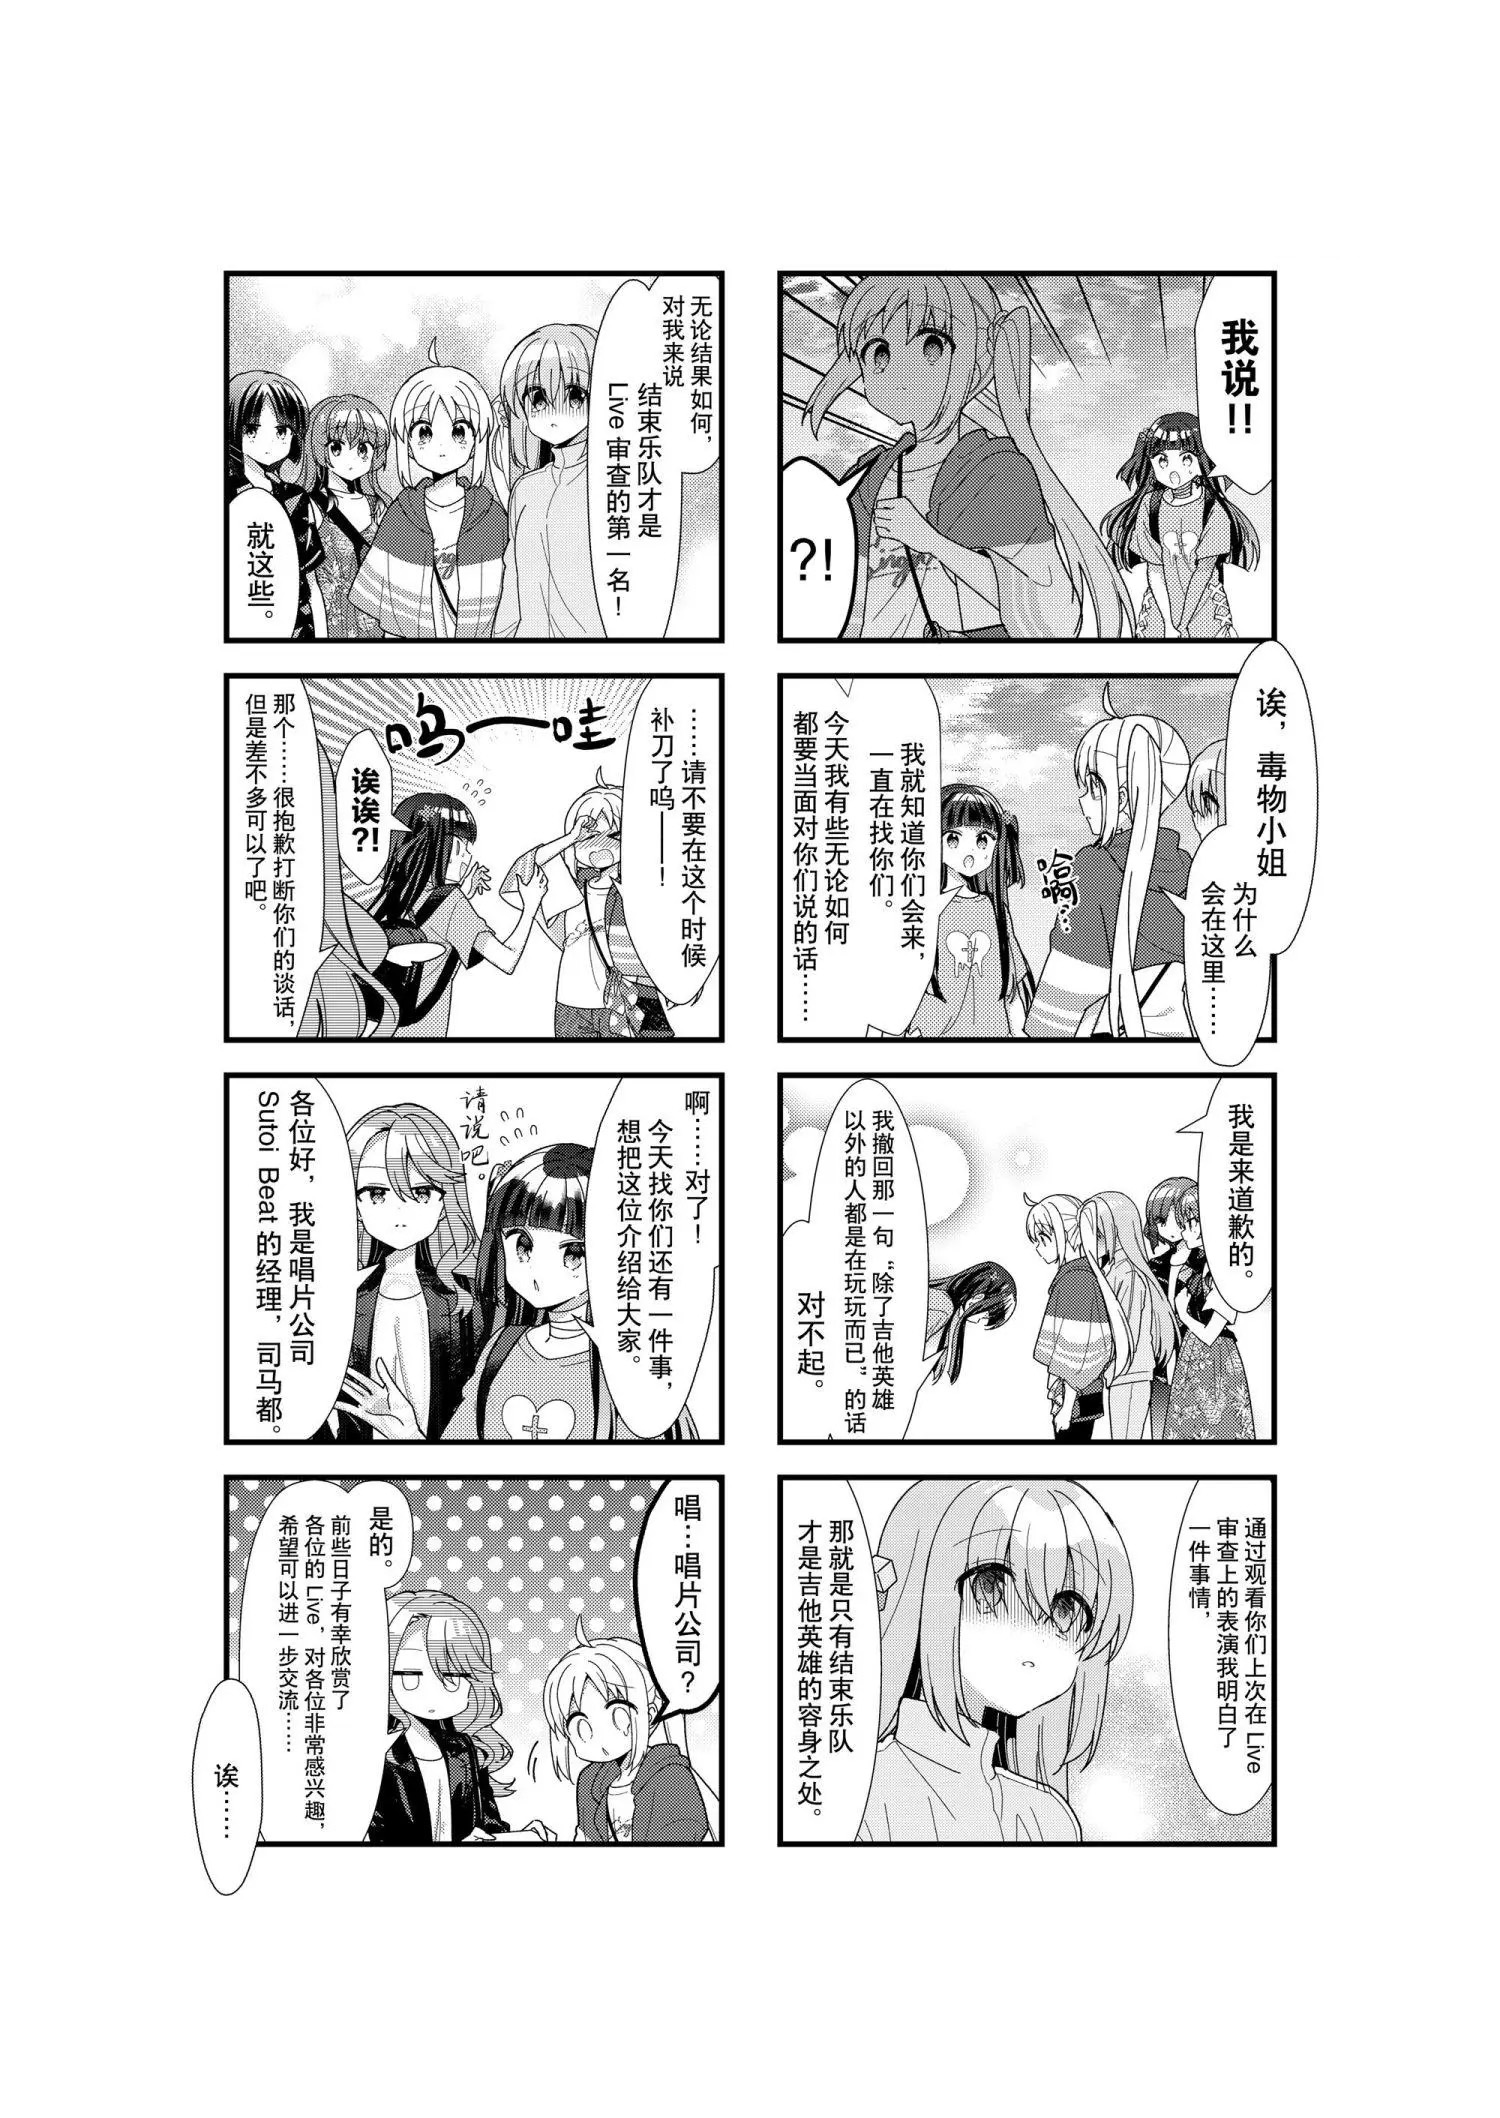 我说!!
?!
诶，毒物小姐
为什么
会在这里……
哈啊…
我就知道你们会来，
一直在找你们。
今天我有些无论如何
都要当面对你们说的话……
我是来道歉的。
我撤回那一句“除了吉他英雄
以外的人都是在玩玩而已”的话
对不起。
通过观看你们上次在 Live
审查上的表演我明白了
一件事情，
那就是只有结束乐队
才是吉他英雄的容身之处。
无论结果如何，
对我来说
结束乐队才是
Live 审查的第一名！
就这些。
……请不要在这个时候
补刀了呜——！
呜一哇
诶诶?!
那个……很抱歉打断你们的谈话，
但是差不多可以了吧。
啊……对了！
今天找你们还有一件事，
想把这位介绍给大家。
请说吧。
各位好，我是唱片公司
Sutoi Beat 的经理，司马都。
唱…唱片公司？
是的。
前些日子有幸欣赏了
各位的 Live，对各位非常感兴趣，
希望可以进一步交流……
诶……